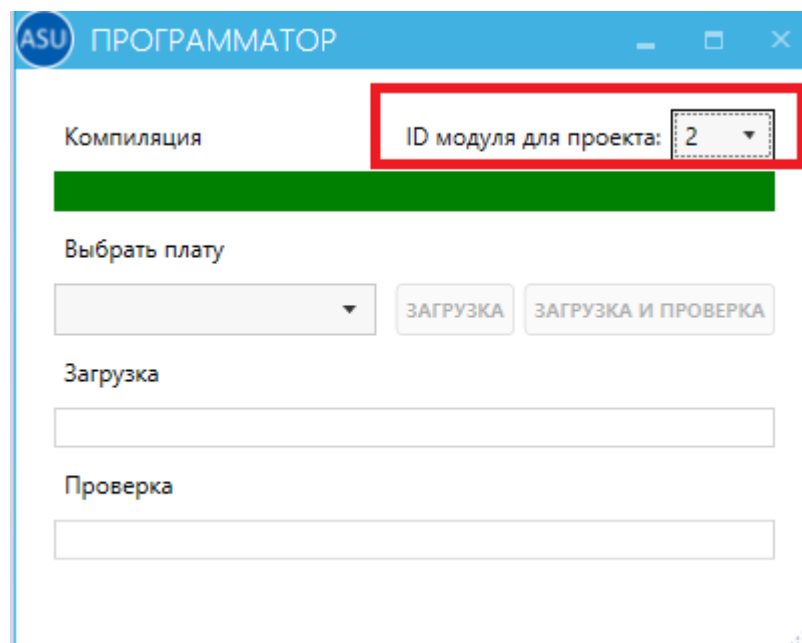 ASU ПРОГРАММАТОР
Компиляция ID модуля для проекта: 2
Выбрать плату
ЗАГРУЗКА ЗАГРУЗКА И ПРОВЕРКА
Загрузка
Проверка